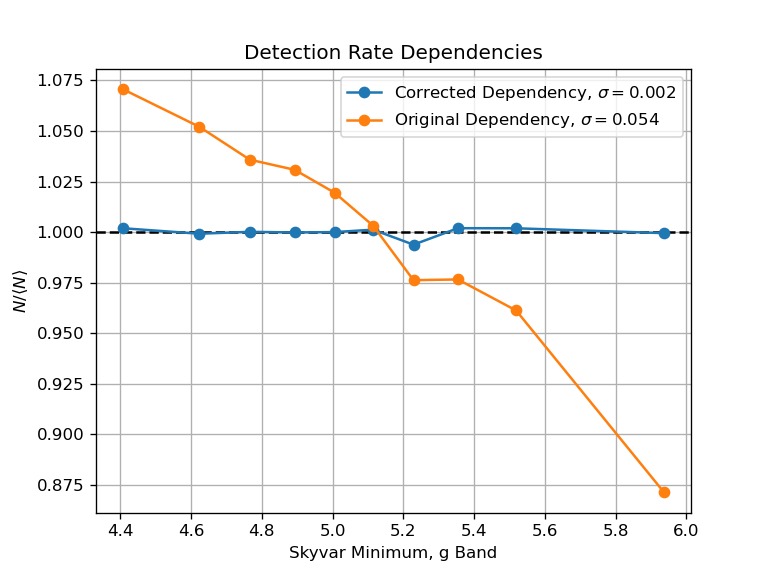 Detection Rate Dependencies
Corrected Dependency, σ = 0.002
Original Dependency, σ = 0.054
1.075
1.050
1.025
1.000
0.975
0.950
0.925
0.900
0.875
N/⟨N⟩
4.4 4.6 4.8 5.0 5.2 5.4 5.6 5.8 6.0
Skyvar Minimum, g Band